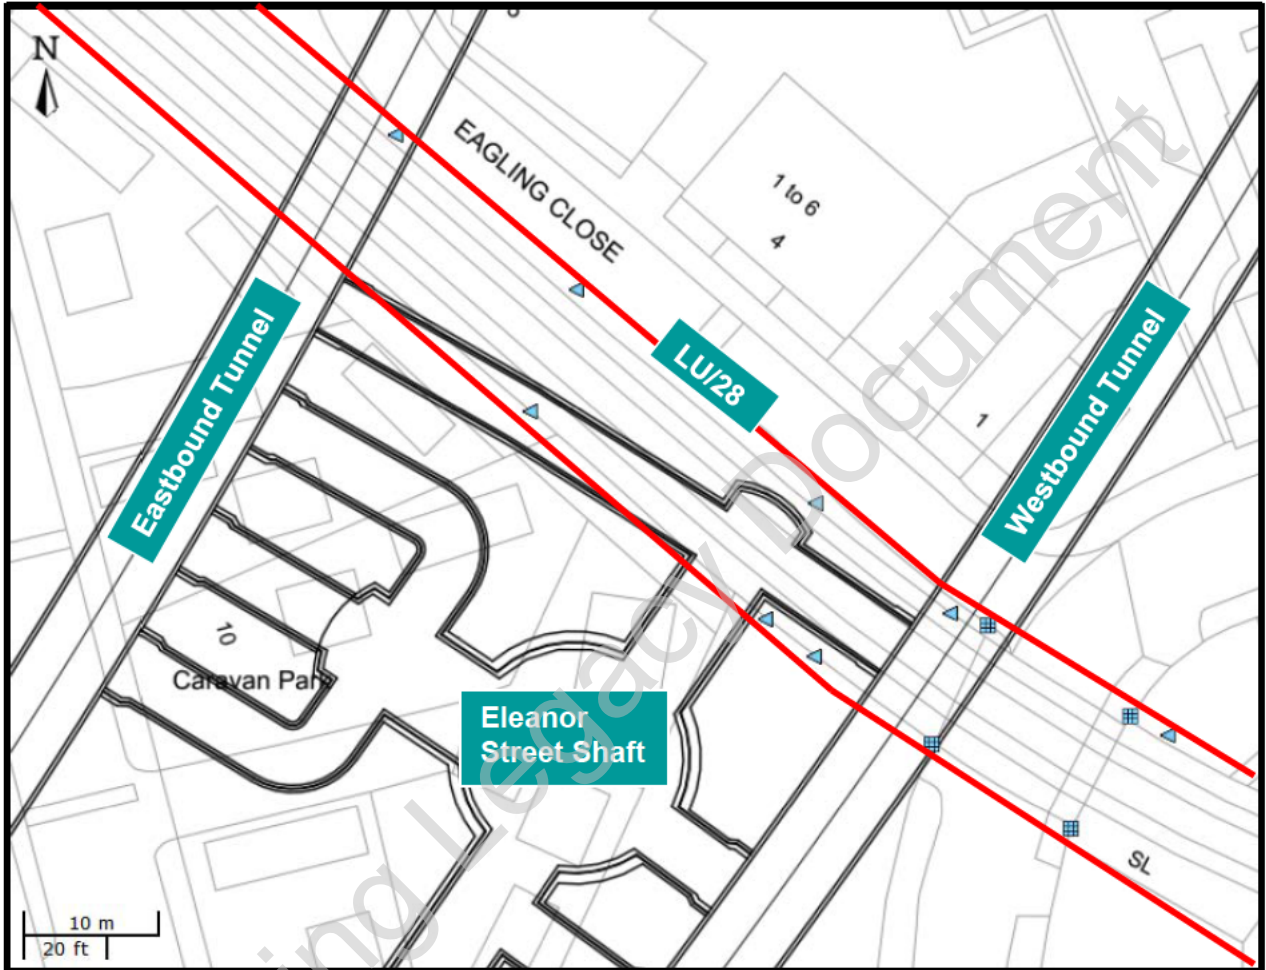 N
EAGLING CLOSE
1 to 6
4
LU/28
1
Eastbound Tunnel
Westbound Tunnel
10
Caravan Park
Eleanor
Street Shaft
SL
10 m
20 ft
ing Legacy Document